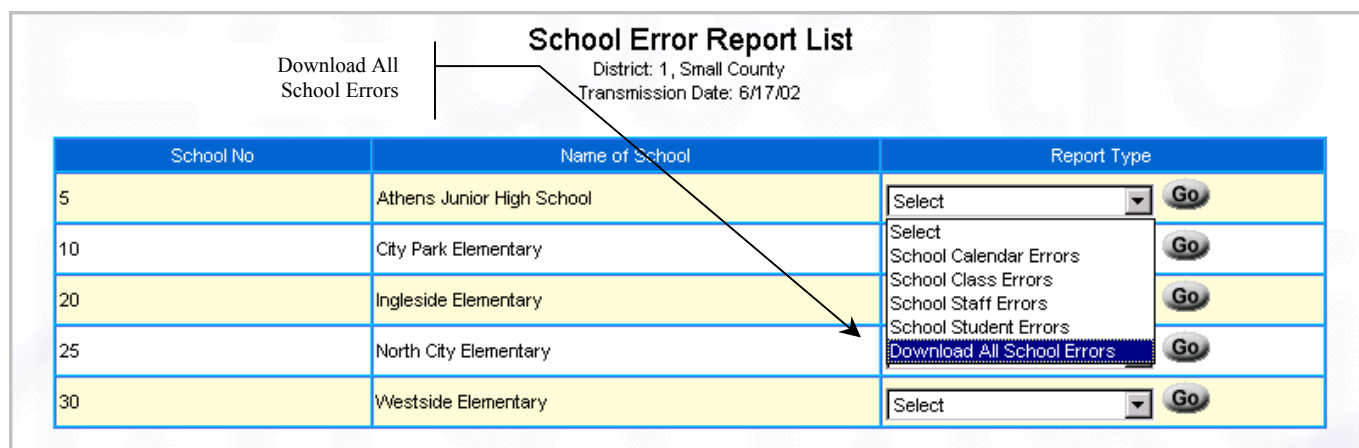 School Error Report List
District: 1, Small County
Transmission Date: 6/17/02
Download All
School Errors
School No Name of School Report Type
5 Athens Junior High School Select Go
Select
School Calendar Errors
School Class Errors
School Staff Errors
School Student Errors
Download All School Errors
10 City Park Elementary Go
20 Ingleside Elementary Go
25 North City Elementary Go
30 Westside Elementary Select Go